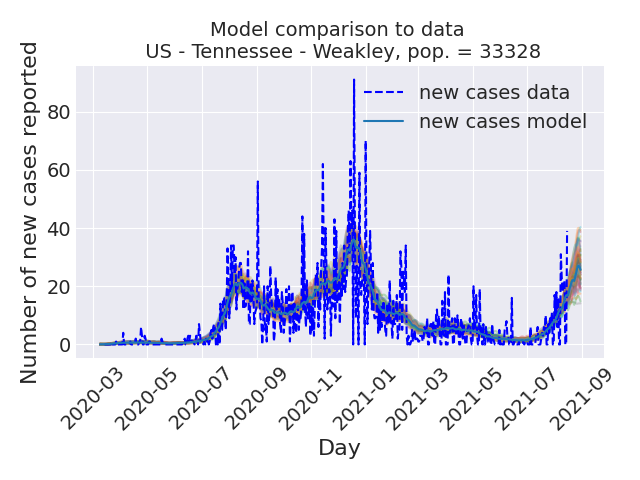 Model comparison to data
US - Tennessee - Weakley, pop. = 33328
new cases data
new cases model
Number of new cases reported
80
60
40
20
0
2020-03
2020-05
2020-07
2020-09
2020-11
2021-01
2021-03
2021-05
2021-07
2021-09
Day